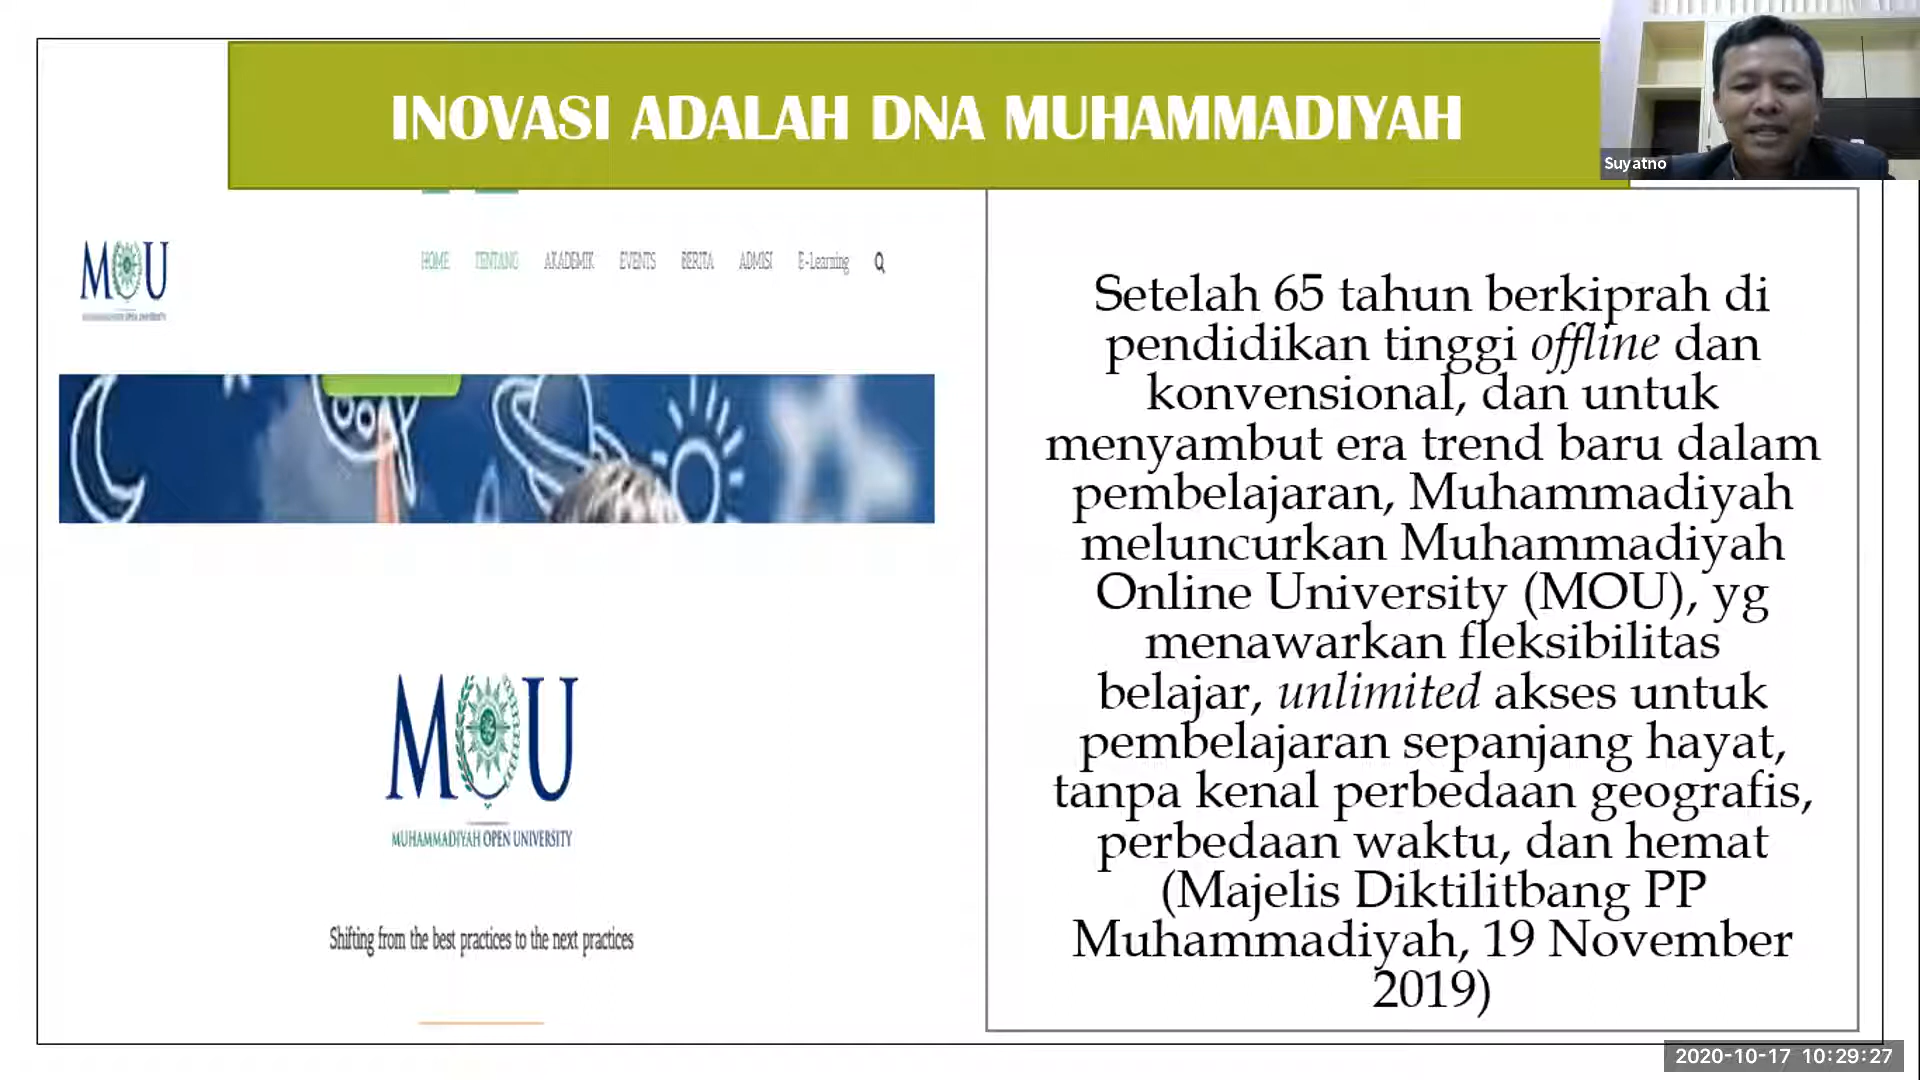 INOVASI ADALAH DNA MUHAMMADIYAH
Suyatno
MOU
HOME TENTANG AKADEMIK EVENTS BERITA ADMISI E-Learning
MOU
MUHAMMADIYAH OPEN UNIVERSITY
Shifting from the best practices to the next practices
Setelah 65 tahun berkiprah di
pendidikan tinggi offline dan
konvensional, dan untuk
menyambut era trend baru dalam
pembelajaran, Muhammadiyah
meluncurkan Muhammadiyah
Online University (MOU), yg
menawarkan fleksibilitas
belajar, unlimited akses untuk
pembelajaran sepanjang hayat,
tanpa kenal perbedaan geografis,
perbedaan waktu, dan hemat
(Majelis Diktilitbang PP
Muhammadiyah, 19 November
2019)
2020-10-17 10:29:27